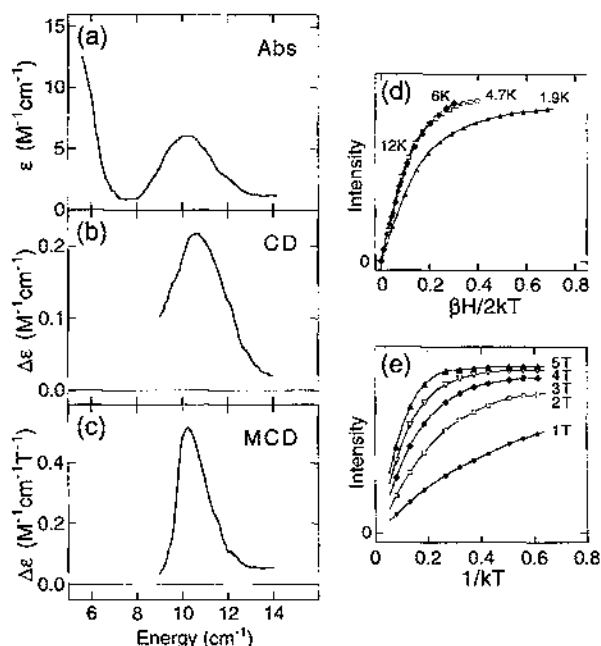 (a)
Abs
ε (M⁻¹cm⁻¹)
15
10
5
0
(b)
CD
Δε (M⁻¹cm⁻¹)
0.2
0.1
0.0
(c)
MCD
Δε (M⁻¹cm⁻¹T⁻¹)
0.4
0.2
0.0
6
8
10
12
14
Energy (cm⁻¹)
(d)
6K
4.7K
1.9K
12K
Intensity
0
0
0.2
0.4
0.6
0.8
βH/2kT
(e)
5T
4T
3T
2T
1T
Intensity
0
0
0.2
0.4
0.6
0.8
1/kT